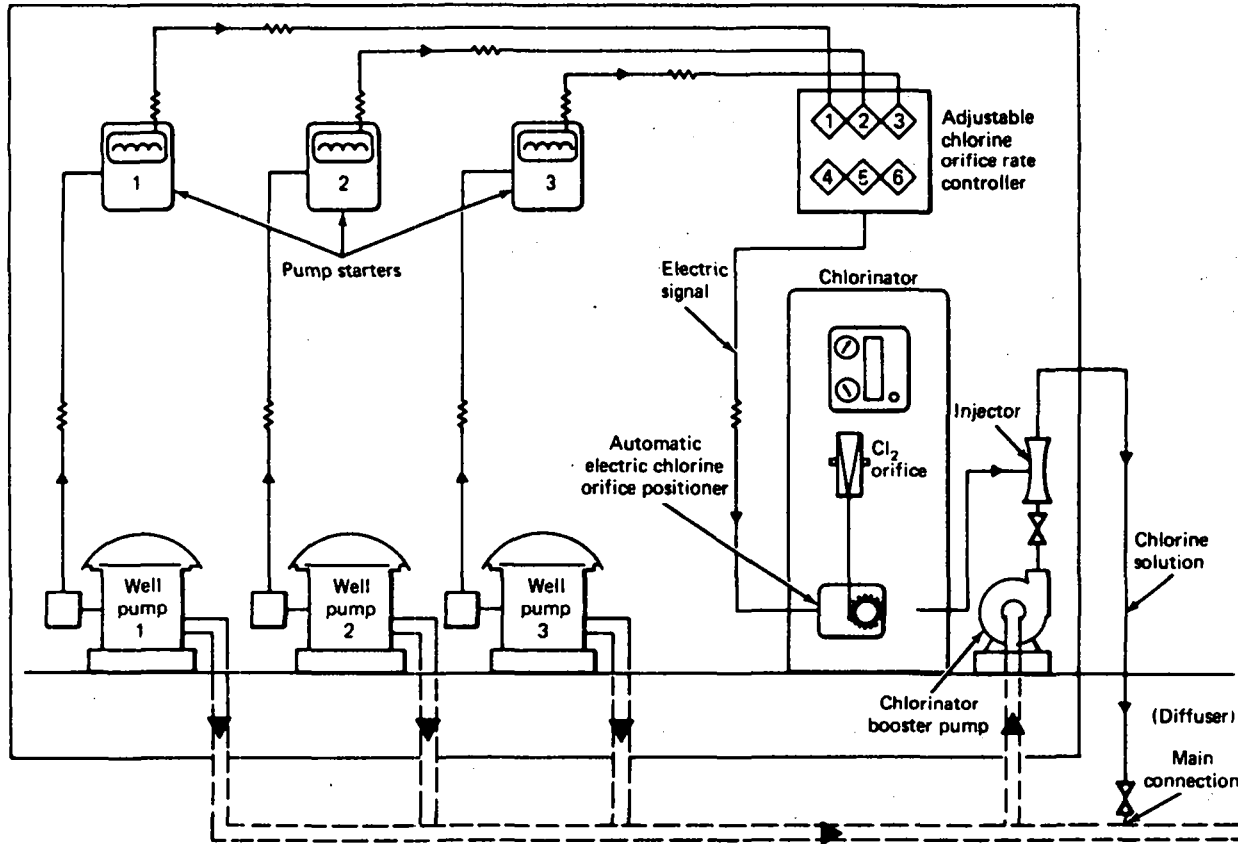 1 2 3
4 5 6
Adjustable
chlorine
orifice rate
controller
1
2
3
Pump starters
Electric
signal
Chlorinator
Injector
Automatic
electric chlorine
orifice positioner
Cl2
orifice
Well
pump
1
Well
pump
2
Well
pump
3
Chlorine
solution
Chlorinator
booster pump
(Diffuser)
Main
connection